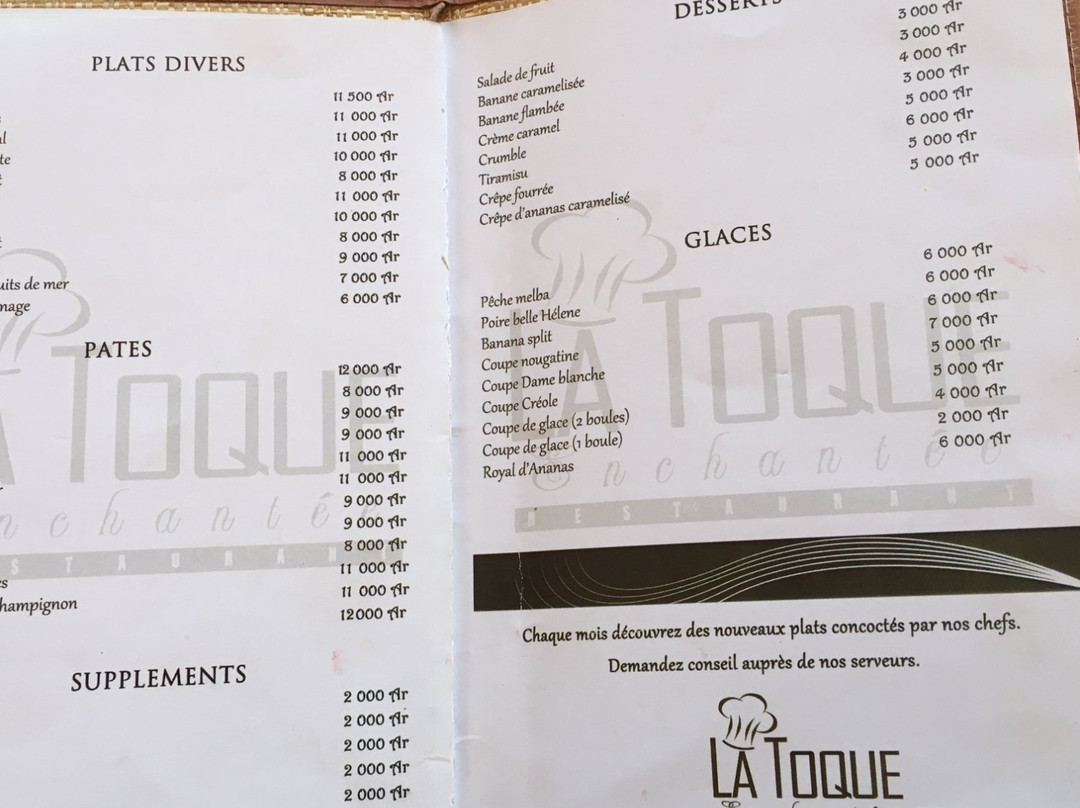 PLATS DIVERS
11 500 Ar
11 000 Ar
11 000 Ar
10 000 Ar
8 000 Ar
11 000 Ar
10 000 Ar
8 000 Ar
9 000 Ar
uits de mer 7 000 Ar
mage 6 000 Ar
PATES
12 000 Ar
8 000 Ar
9 000 Ar
9 000 Ar
11 000 Ar
11 000 Ar
9 000 Ar
9 000 Ar
8 000 Ar
11 000 Ar
11 000 Ar
hampignon 12000 Ar
SUPPLEMENTS
2 000 Ar
2 000 Ar
2 000 Ar
2 000 Ar
2 000 Ar
DESSERTS
Salade de fruit 3 000 Ar
Banane caramelisée 3 000 Ar
Banane flambée 4 000 Ar
Crème caramel 3 000 Ar
Crumble 5 000 Ar
Tiramisu 6 000 Ar
Crêpe fourrée 5 000 Ar
Crêpe d'ananas caramelisé 5 000 Ar
GLACES
Pêche melba 6 000 Ar
Poire belle Hélene 6 000 Ar
Banana split 6 000 Ar
Coupe nougatine 7 000 Ar
Coupe Dame blanche 5 000 Ar
Coupe Créole 5 000 Ar
Coupe de glace (2 boules) 4 000 Ar
Coupe de glace (1 boule) 2 000 Ar
Royal d'Ananas 6 000 Ar
LA TOQUE
enchantée
RESTAURANT
Chaque mois découvrez des nouveaux plats concoctés par nos chefs.
Demandez conseil auprès de nos serveurs.
LA TOQUE